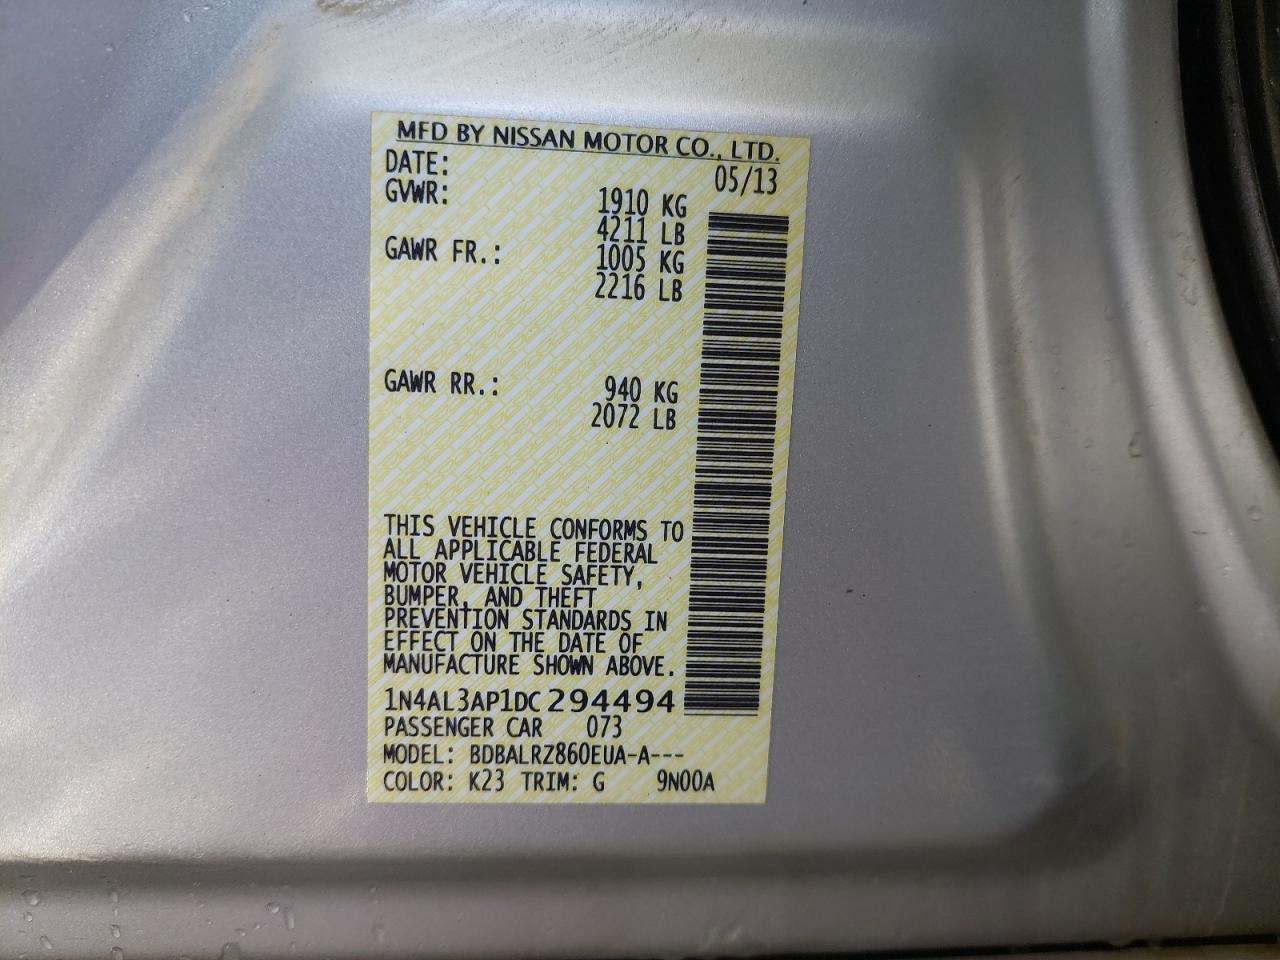 MFD BY NISSAN MOTOR CO., LTD.
DATE: 05/13
GVWR: 1910 KG
4211 LB
GAWR FR.: 1005 KG
2216 LB
GAWR RR.: 940 KG
2072 LB
THIS VEHICLE CONFORMS TO
ALL APPLICABLE FEDERAL
MOTOR VEHICLE SAFETY,
BUMPER, AND THEFT
PREVENTION STANDARDS IN
EFFECT ON THE DATE OF
MANUFACTURE SHOWN ABOVE.
1N4AL3AP1DC294494
PASSENGER CAR 073
MODEL: BDBALRZ860EUA-A---
COLOR: K23 TRIM: G 9N00A